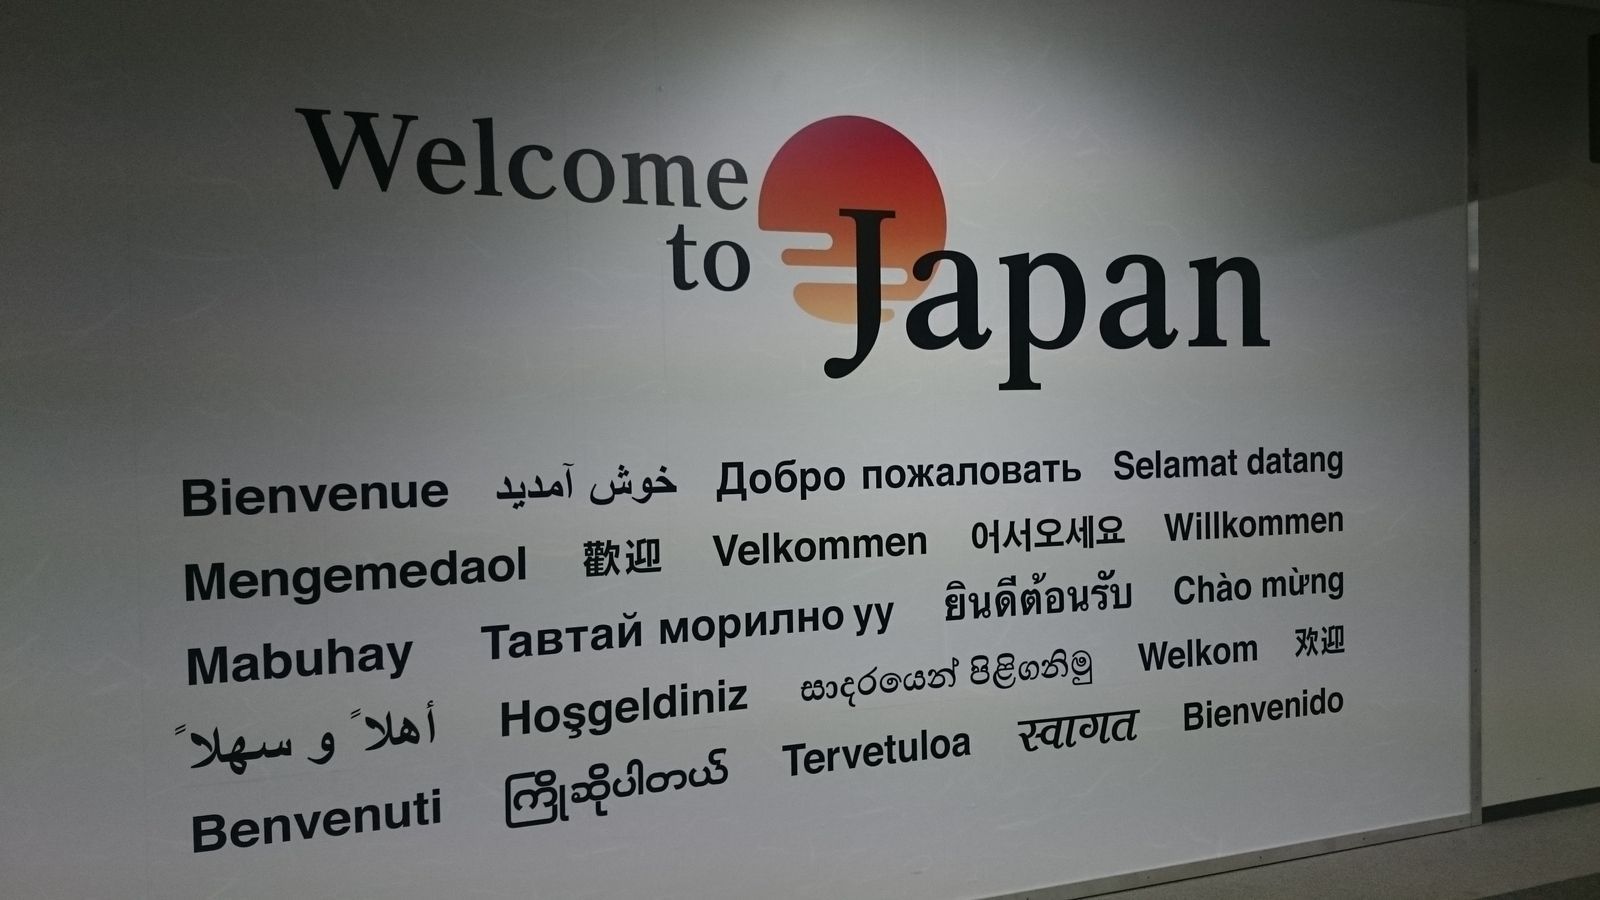 Welcome
to
Japan
Bienvenue خوش آمدید Добро пожаловать Selamat datang
Mengemedaol 歡迎 Velkommen 어서오세요 Willkommen
Mabuhay Тавтай морилно уу ยินดีต้อนรับ Chào mừng
أهلا ً و سهلا ً Hoşgeldiniz සාදරයෙන් පිළිගනිමු Welkom 欢迎
Benvenuti ကြိုဆိုပါတယ် Tervetuloa स्वागत Bienvenido